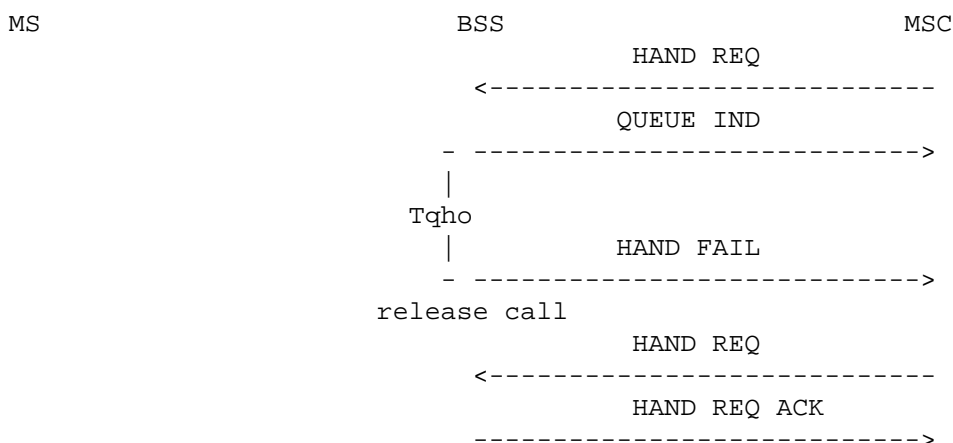 MS BSS MSC
HAND REQ
<----------------------------
QUEUE IND
- ---------------------------->
|
Tqho
| HAND FAIL
- ---------------------------->
release call
HAND REQ
<----------------------------
HAND REQ ACK
---------------------------->